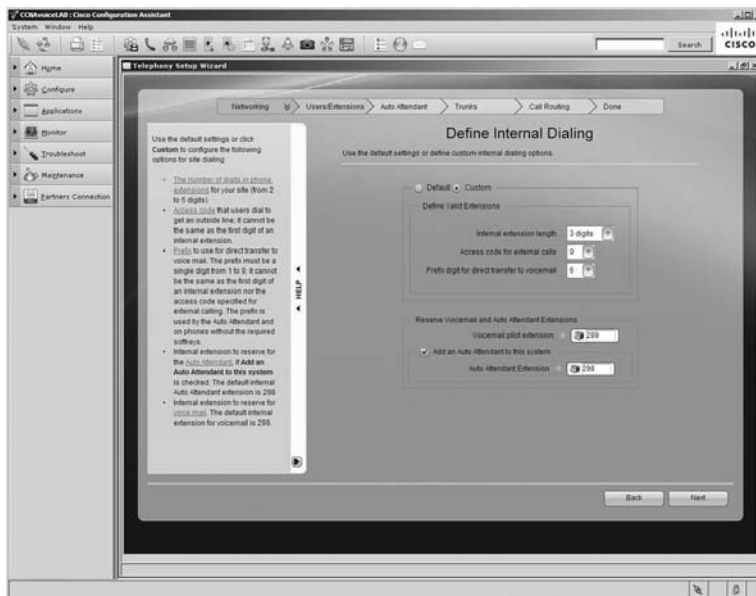 CCNAvoiceLAB : Cisco Configuration Assistant
System Window Help
Search
CISCO
Home
Configure
Applications
Monitor
Troubleshoot
Maintenance
Partners Connection
Telephony Setup Wizard
Networking
Users/Extensions
Auto Attendant
Trunks
Call Routing
Done
Use the default settings or click
Custom to configure the following
options for site dialing:
• The number of digits in phone
extensions for your site (from 2
to 5 digits)
• Access code that users dial to
get an outside line; it cannot be
the same as the first digit of an
internal extension.
• Prefix to use for direct transfer to
voice mail. The prefix must be a
single digit from 1 to 9; it cannot
be the same as the first digit of
an internal extension nor the
access code specified for
external calling. The prefix is
used by the Auto Attendant and
on phones without the required
softkeys.
• Internal extension to reserve for
the Auto Attendant, if Add an
Auto Attendant to this system
is checked. The default internal
Auto Attendant extension is 298.
• Internal extension to reserve for
voice mail. The default internal
extension for voicemail is 299.
HELP
Define Internal Dialing
Use the default settings or define custom internal dialing options.
Default Custom
Define Valid Extensions
Internal extension length 3 digits
Access code for external calls 9
Prefix digit for direct transfer to voicemail 6
Reserve Voicemail and Auto Attendant Extensions
Voicemail pilot extension 299
Add an Auto Attendant to this system
Auto Attendant Extension 298
Back
Next